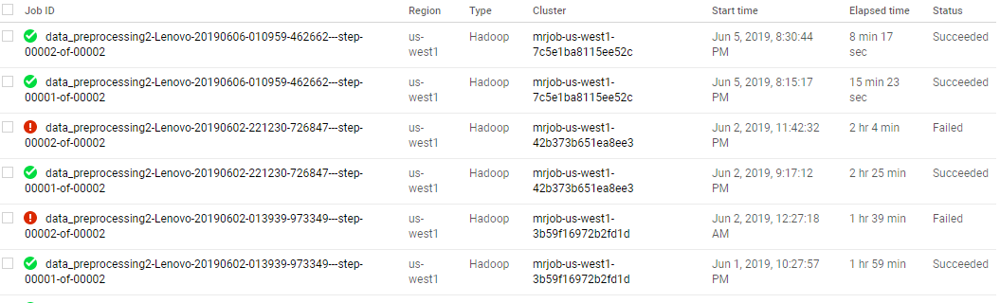 Job ID Region Type Cluster Start time Elapsed time Status
data_preprocessing2-Lenovo-20190606-010959-462662---step- us- Hadoop mrjob-us-west1- Jun 5, 2019, 8:30:44 8 min 17 Succeeded
00002-of-00002 west1 7c5e1ba8115ee52c PM sec
data_preprocessing2-Lenovo-20190606-010959-462662---step- us- Hadoop mrjob-us-west1- Jun 5, 2019, 8:15:17 15 min 23 Succeeded
00001-of-00002 west1 7c5e1ba8115ee52c PM sec
data_preprocessing2-Lenovo-20190602-221230-726847---step- us- Hadoop mrjob-us-west1- Jun 2, 2019, 11:42:32 2 hr 4 min Failed
00002-of-00002 west1 42b373b651ea8ee3 PM
data_preprocessing2-Lenovo-20190602-221230-726847---step- us- Hadoop mrjob-us-west1- Jun 2, 2019, 9:17:12 2 hr 25 min Succeeded
00001-of-00002 west1 42b373b651ea8ee3 PM
data_preprocessing2-Lenovo-20190602-013939-973349---step- us- Hadoop mrjob-us-west1- Jun 2, 2019, 12:27:18 1 hr 39 min Failed
00002-of-00002 west1 3b59f16972b2fd1d AM
data_preprocessing2-Lenovo-20190602-013939-973349---step- us- Hadoop mrjob-us-west1- Jun 1, 2019, 10:27:57 1 hr 59 min Succeeded
00001-of-00002 west1 3b59f16972b2fd1d PM